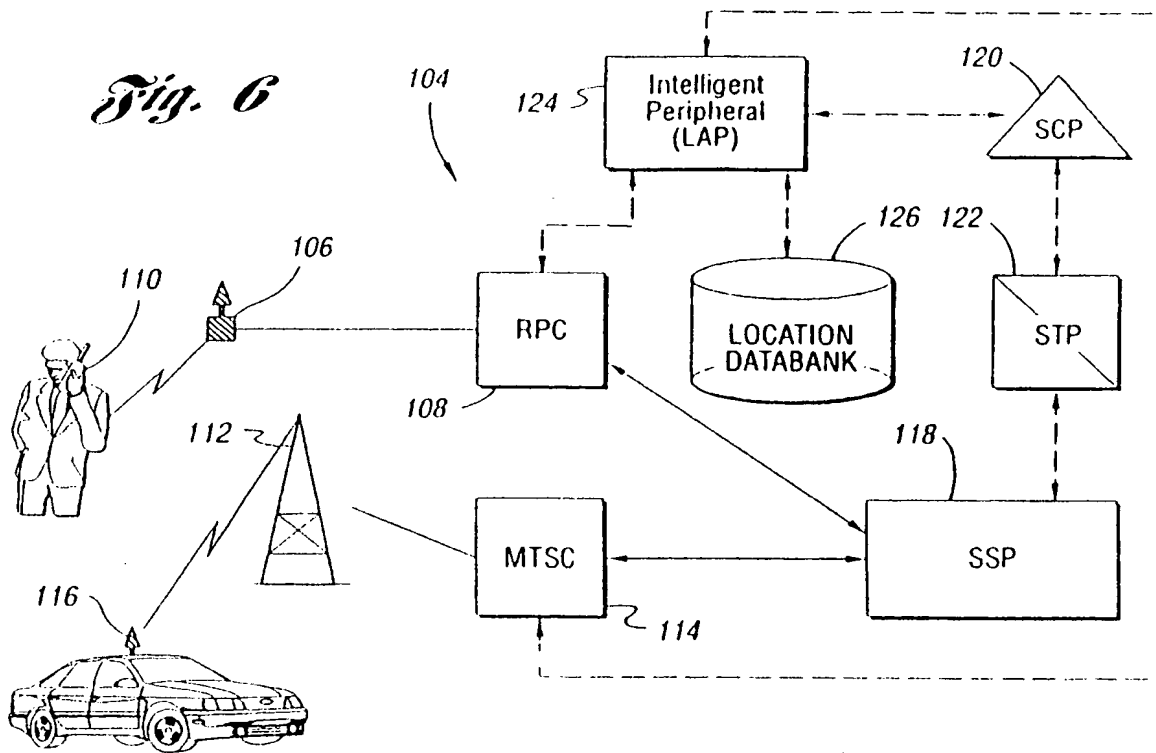 Fig. 6
104
124
Intelligent
Peripheral
(LAP)
120
SCP
126
122
110
106
RPC
LOCATION
DATABANK
STP
108
112
118
MTSC
SSP
116
114